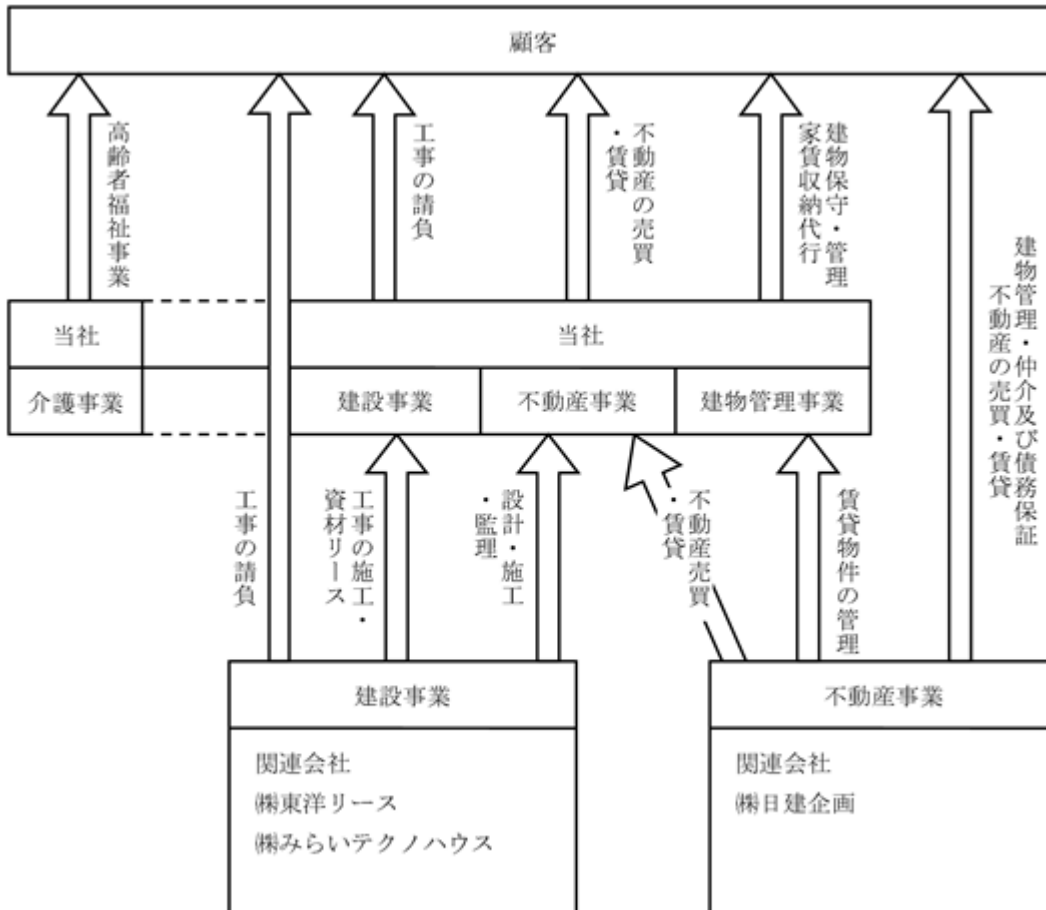 顧客
高齢者福祉事業
工事の請負
不動産の売買
・賃貸
建物保守・管理
家賃収納代行
建物管理・仲介及び債務保証
不動産の売買・賃貸
当社
当社
介護事業
建設事業
不動産事業
建物管理事業
工事の請負
工事の施工・
資材リース
設計・施工
・監理
不動産売買
・賃貸
賃貸物件の管理
建設事業
不動産事業
関連会社
㈱東洋リース
㈱みらいテクノハウス
関連会社
㈱日建企画